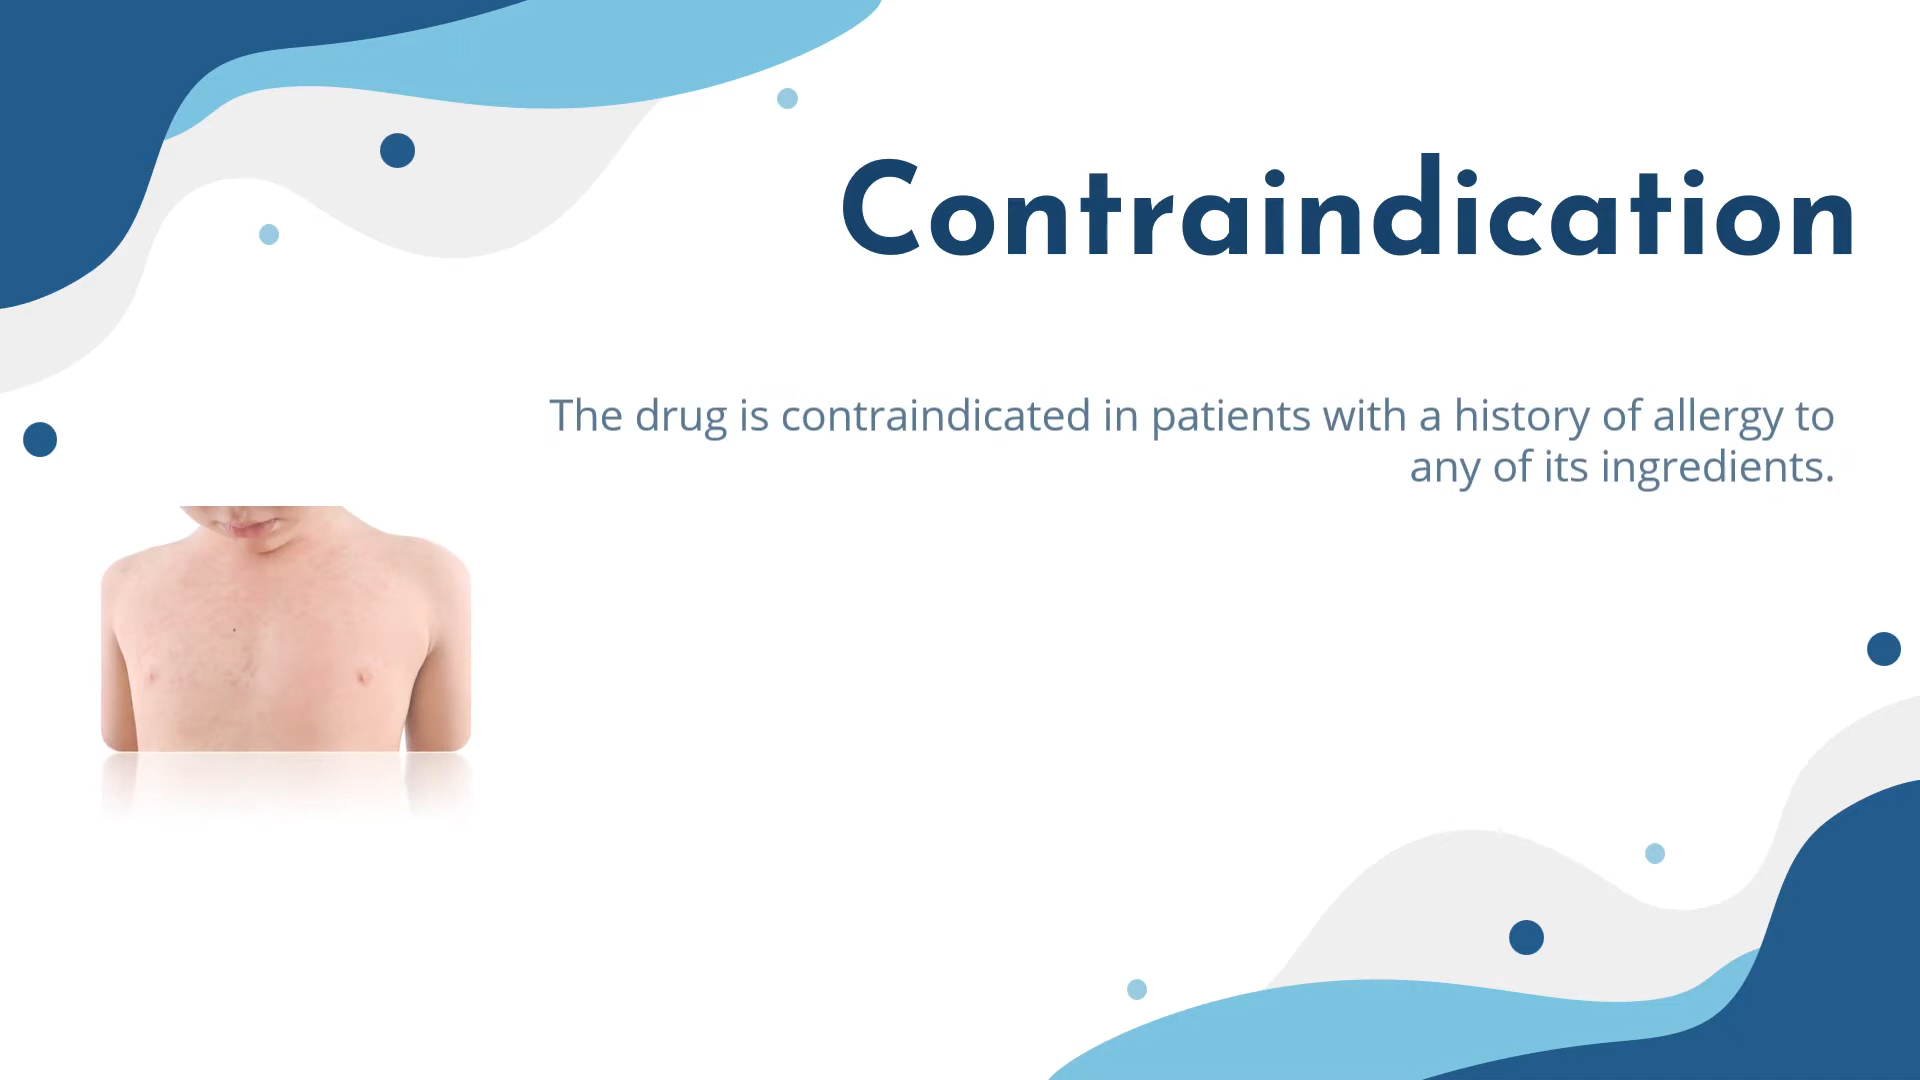 Contraindication
The drug is contraindicated in patients with a history of allergy to
any of its ingredients.